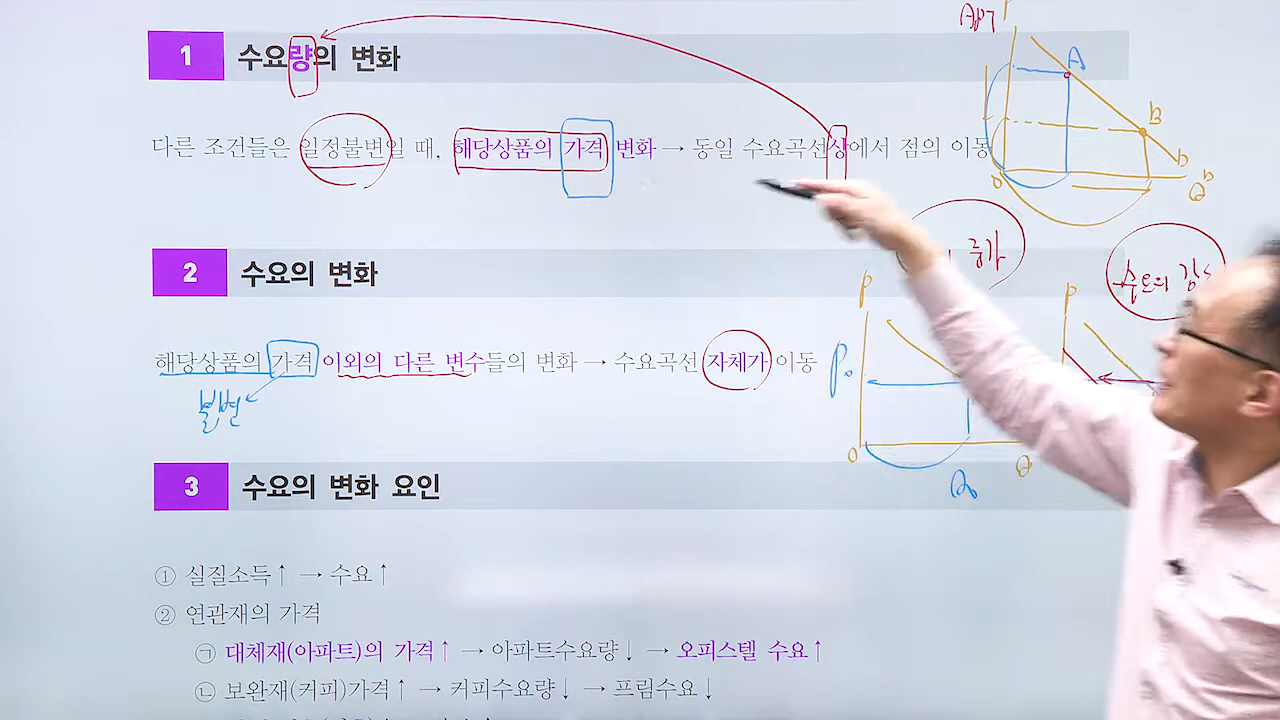 1 수요량의 변화
다른 조건들은 일정불변일 때, 해당상품의 가격 변화 → 동일 수요곡선상에서 점의 이동
A
B
D
0
Q^D
2 수요의 변화
증가
수요의
P
P
해당상품의 가격 이외의 다른 변수들의 변화 → 수요곡선 자체가 이동
P₀
불변
0
Q
Q₀
3 수요의 변화 요인
① 실질소득↑ → 수요↑
② 연관재의 가격
㉠ 대체재(아파트)의 가격↑ → 아파트수요량↓ → 오피스텔 수요↑
㉡ 보완재(커피)가격↑ → 커피수요량↓ → 프림수요↓